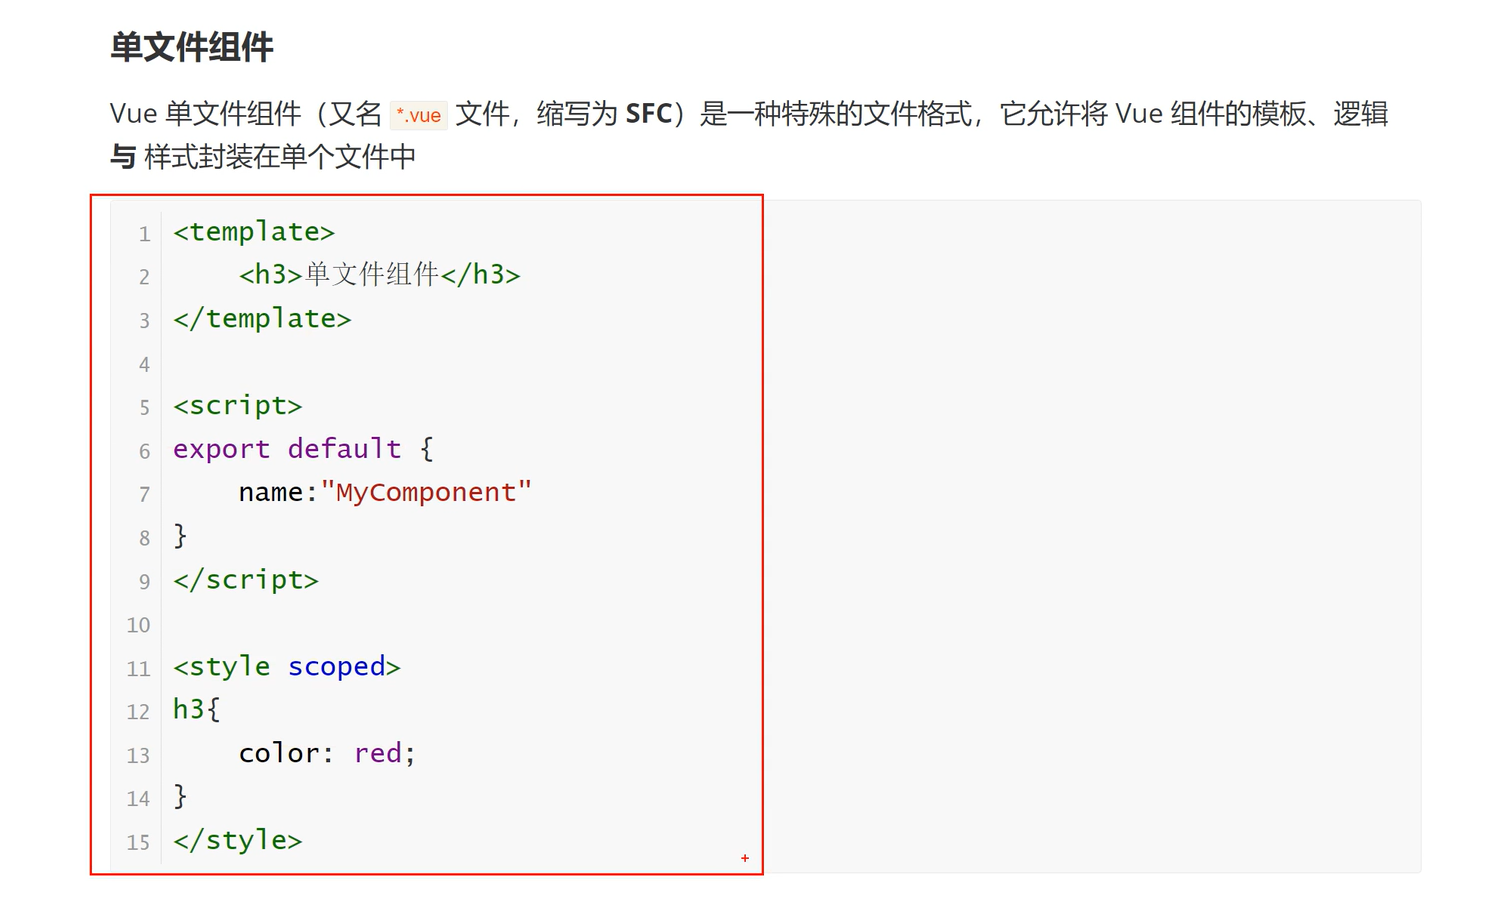 单文件组件
Vue 单文件组件（又名 *.vue 文件，缩写为 SFC）是一种特殊的文件格式，它允许将 Vue 组件的模板、逻辑
与 样式封装在单个文件中
1 <template>
2     <h3>单文件组件</h3>
3 </template>
4
5 <script>
6 export default {
7     name:"MyComponent"
8 }
9 </script>
10
11 <style scoped>
12 h3{
13     color: red;
14 }
15 </style>